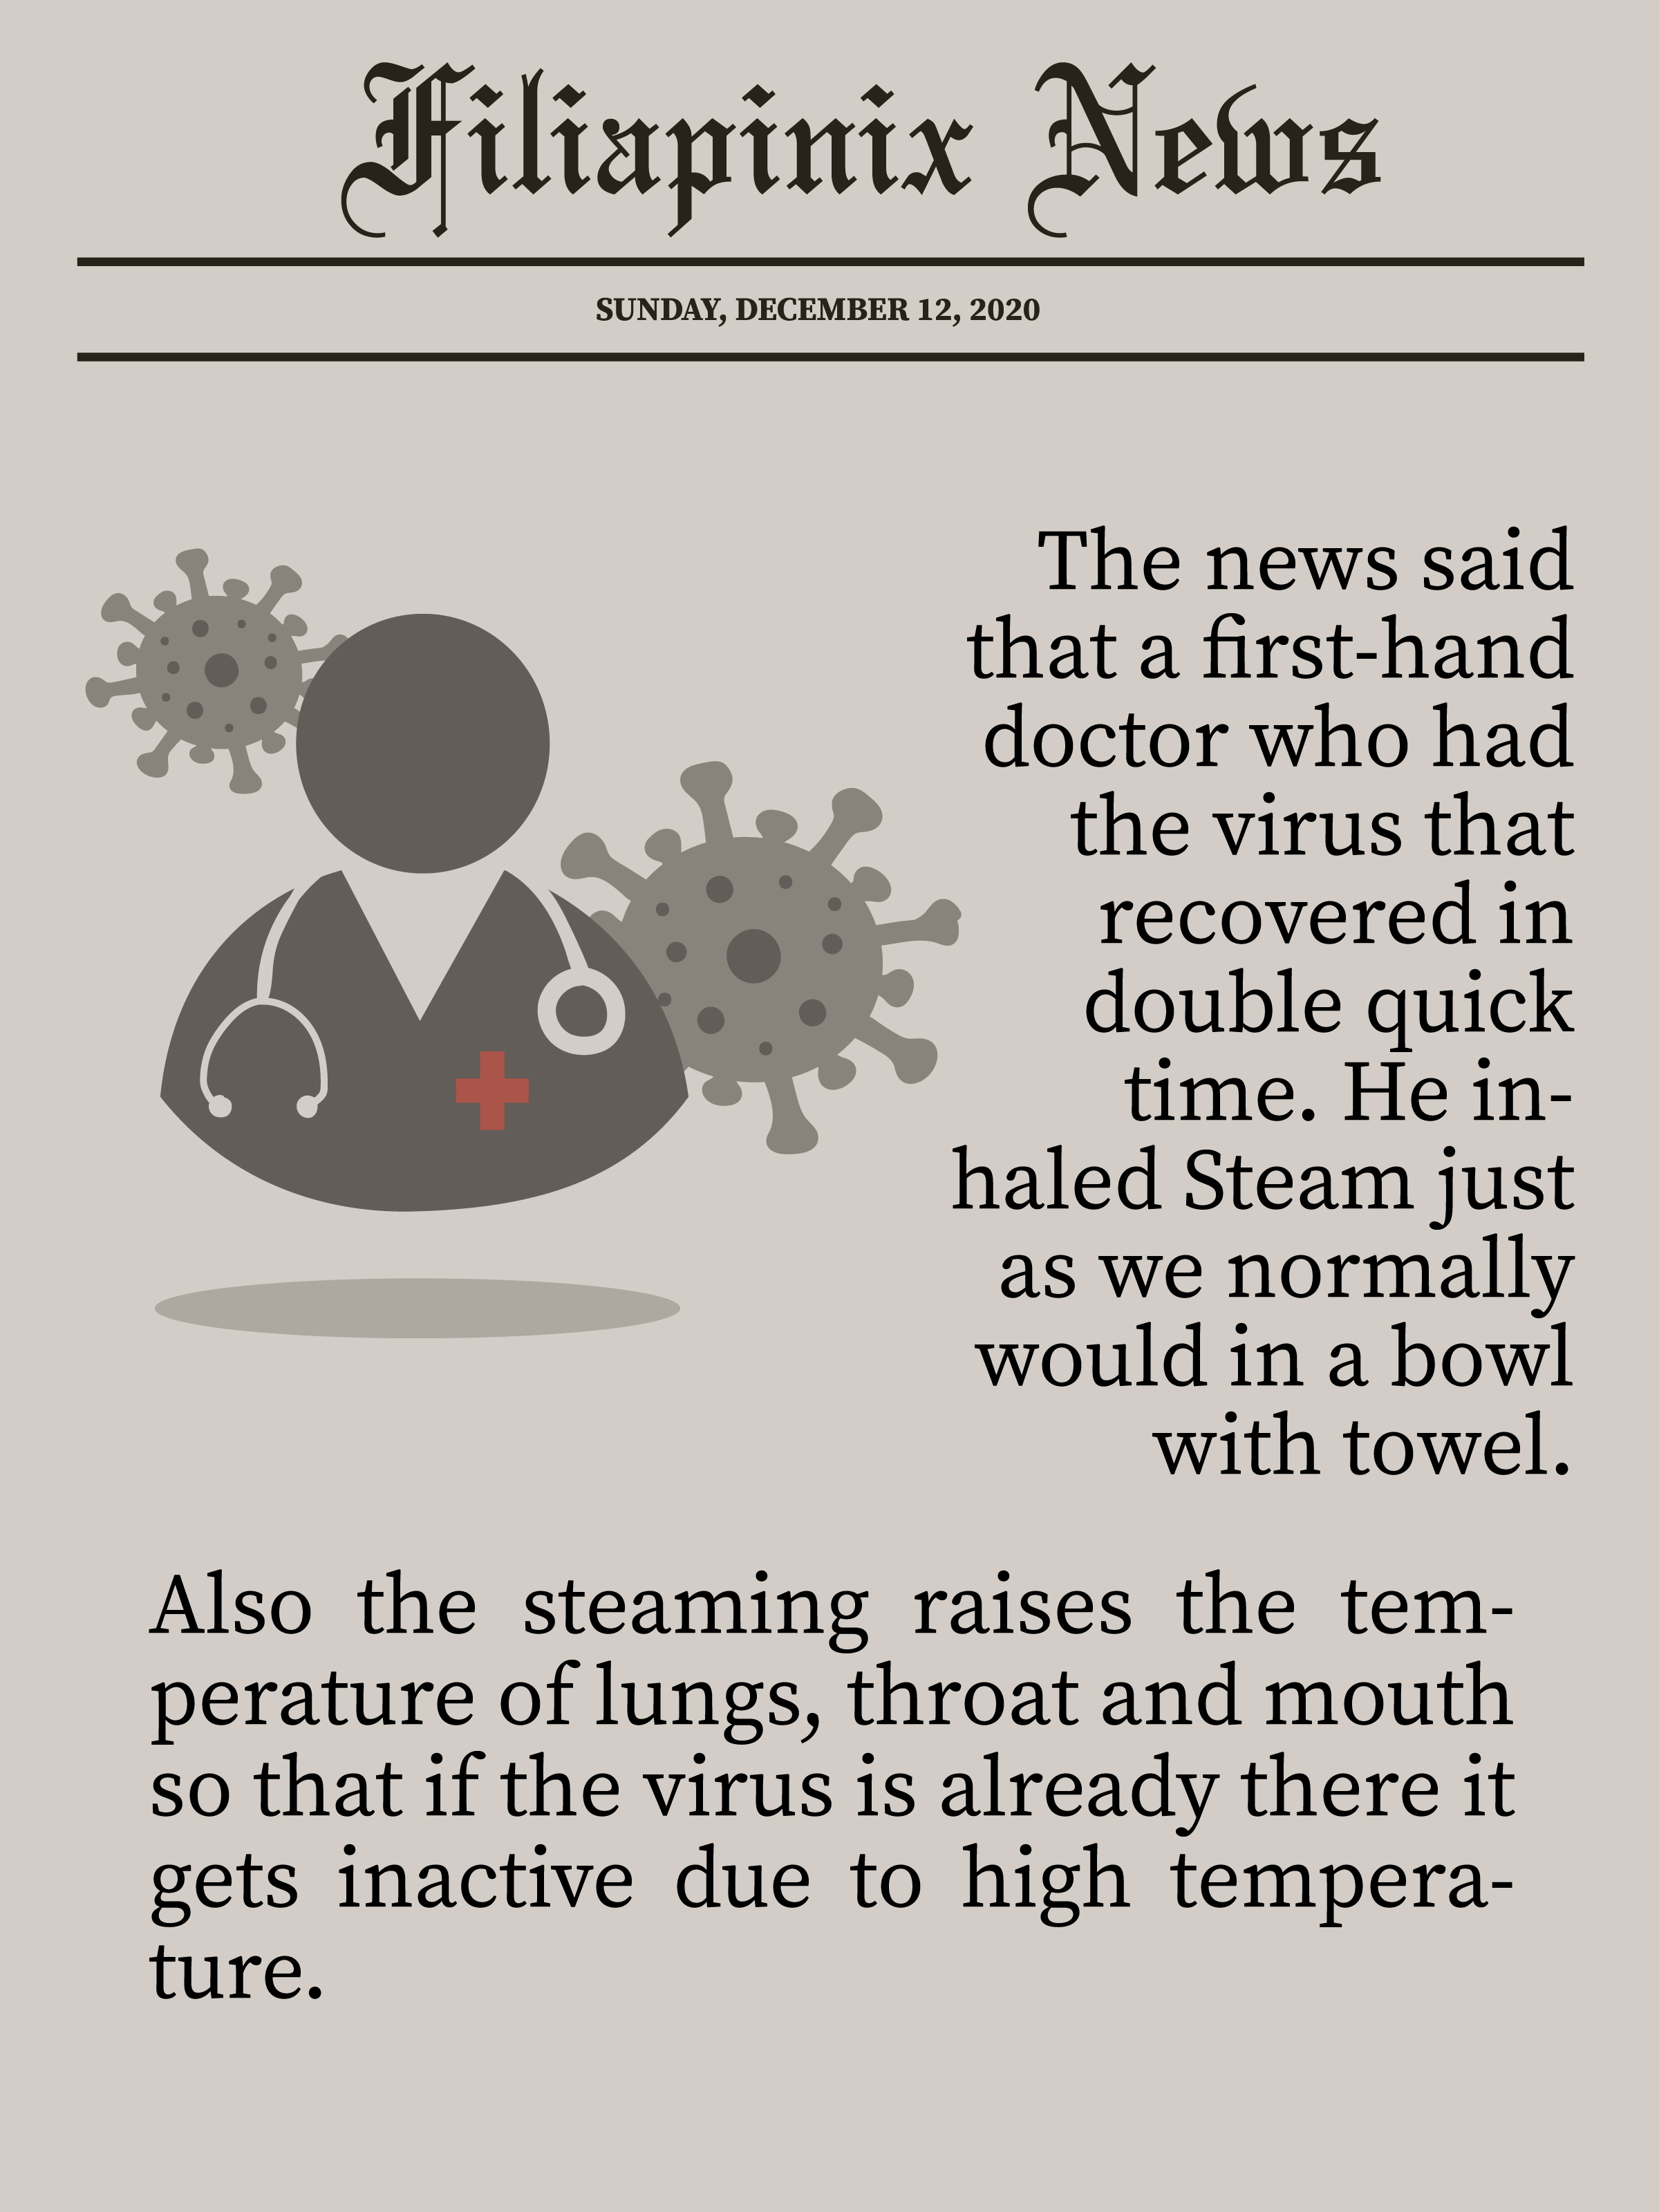 Filiapinix News
SUNDAY, DECEMBER 12, 2020
The news said
that a first-hand
doctor who had
the virus that
recovered in
double quick
time. He in-
haled Steam just
as we normally
would in a bowl
with towel.
Also the steaming raises the tem-
perature of lungs, throat and mouth
so that if the virus is already there it
gets inactive due to high tempera-
ture.